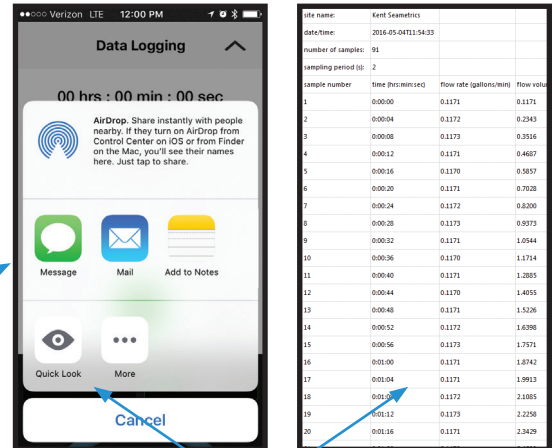 ●●○○○ Verizon LTE 12:00 PM
Data Logging
00 hrs : 00 min : 00 sec
AirDrop. Share instantly with people
nearby. If they turn on AirDrop from
Control Center on iOS or from Finder
on the Mac, you'll see their names
here. Just tap to share.
Message Mail Add to Notes
Quick Look More
Cancel
site name: Kent Seametrics
date/time: 2016-05-04T11:54:33
number of samples: 91
sampling period (s): 2
sample number time (hrs:min:sec) flow rate (gallons/min) flow
1 0:00:00 0.1171 0.1171
2 0:00:04 0.1172 0.2343
3 0:00:08 0.1173 0.3516
4 0:00:12 0.1171 0.4687
5 0:00:16 0.1170 0.5857
6 0:00:20 0.1171 0.7028
7 0:00:24 0.1172 0.8200
8 0:00:28 0.1173 0.9373
9 0:00:32 0.1171 1.0544
10 0:00:36 0.1170 1.1714
11 0:00:40 0.1171 1.2885
12 0:00:44 0.1170 1.4055
13 0:00:48 0.1171 1.5226
14 0:00:52 0.1172 1.6398
15 0:00:56 0.1173 1.7571
16 0:01:00 0.1171 1.8742
17 0:01:04 0.1171 1.9913
18 0.1172 2.1085
19 0:01:12 0.1173 2.2258
20 0:01:16 0.1171 2.3429